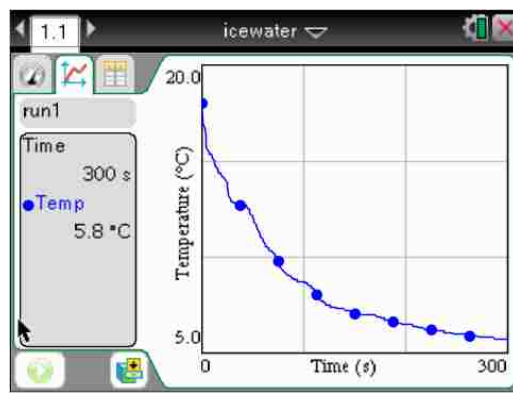 1.1
icewater
run1
Time
300 s
Temp
5.8 °C
20.0
Temperature (°C)
5.0
0
Time (s)
300